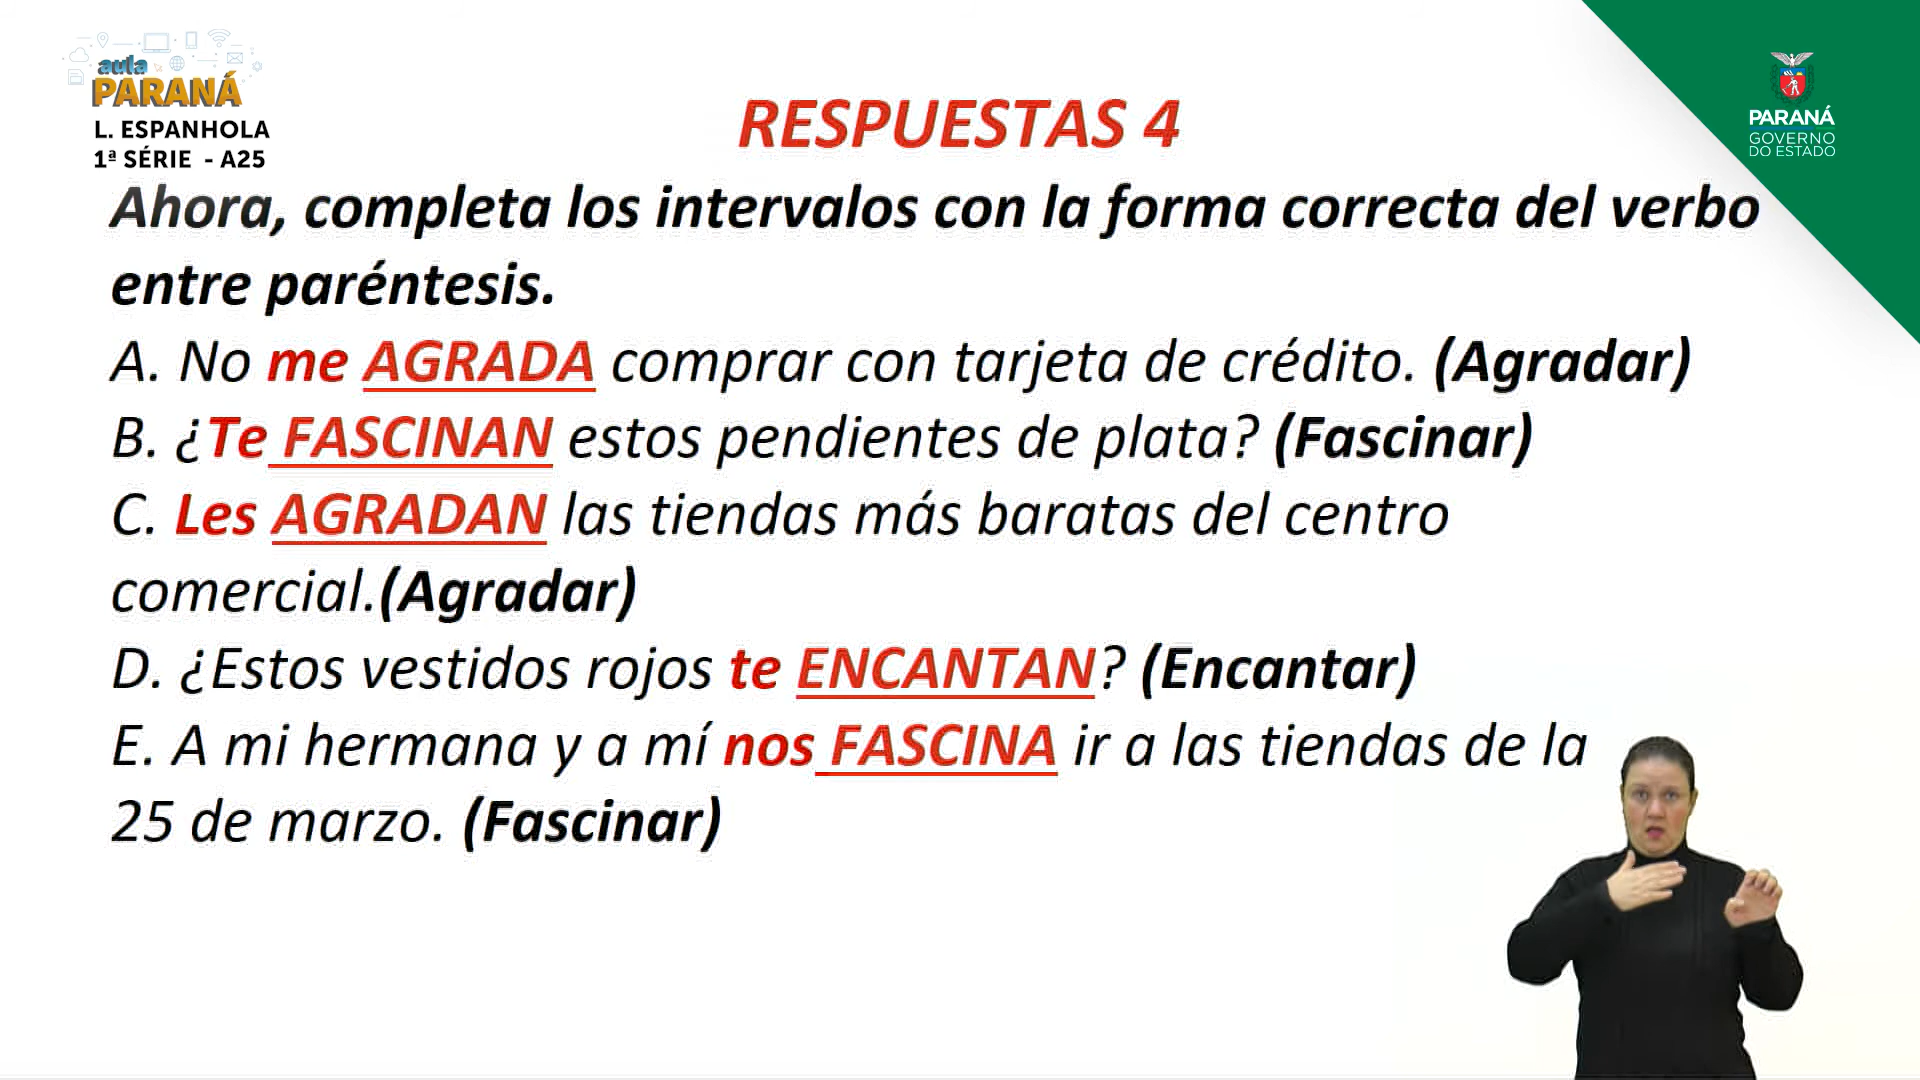 aula
PARANÁ
L. ESPANHOLA
1ª SÉRIE - A25
PARANÁ
GOVERNO
DO ESTADO
RESPUESTAS 4
Ahora, completa los intervalos con la forma correcta del verbo
entre paréntesis.
A. No me AGRADA comprar con tarjeta de crédito. (Agradar)
B. ¿Te FASCINAN estos pendientes de plata? (Fascinar)
C. Les AGRADAN las tiendas más baratas del centro
comercial.(Agradar)
D. ¿Estos vestidos rojos te ENCANTAN? (Encantar)
E. A mi hermana y a mí nos FASCINA ir a las tiendas de la
25 de marzo. (Fascinar)